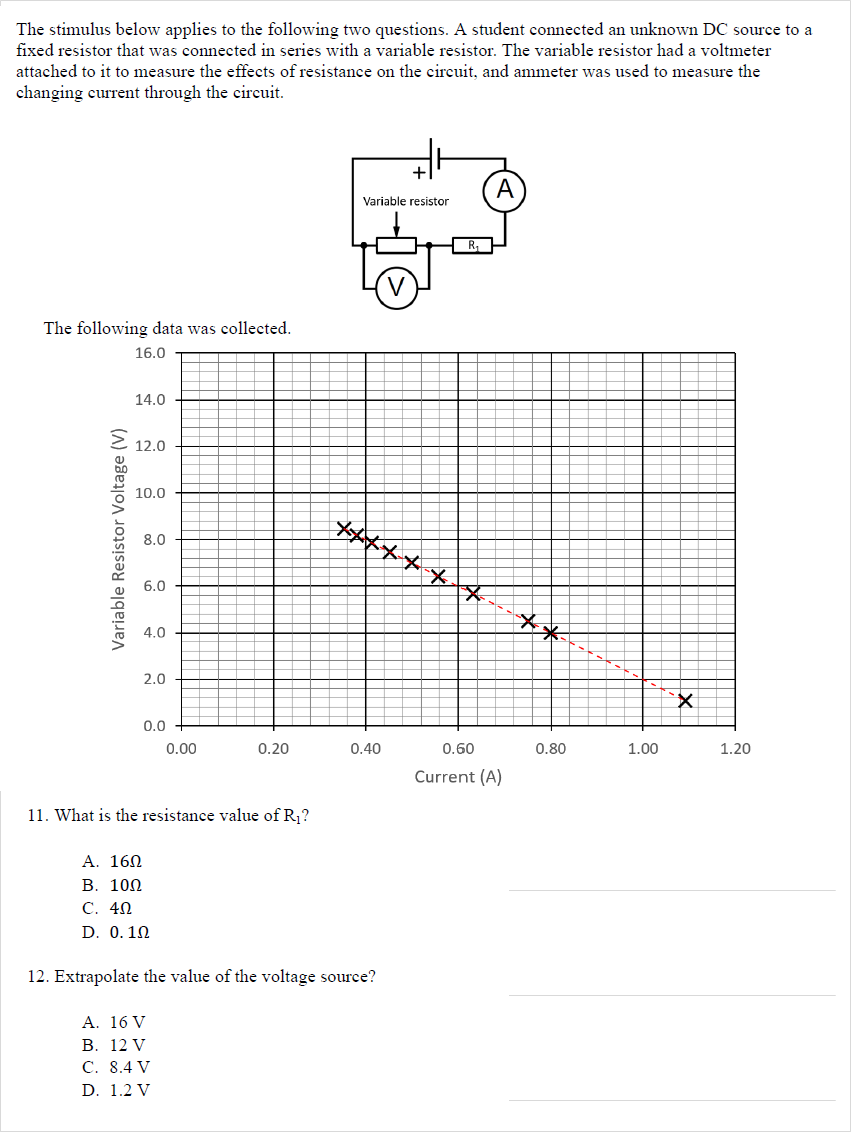 The stimulus below applies to the following two questions. A student connected an unknown DC source to a
fixed resistor that was connected in series with a variable resistor. The variable resistor had a voltmeter
attached to it to measure the effects of resistance on the circuit, and ammeter was used to measure the
changing current through the circuit.
+
A
Variable resistor
R₁
V
The following data was collected.
16.0
14.0
12.0
10.0
8.0
6.0
4.0
2.0
0.0
Variable Resistor Voltage (V)
0.00 0.20 0.40 0.60 0.80 1.00 1.20
Current (A)
11. What is the resistance value of R₁?
A. 16Ω
B. 10Ω
C. 4Ω
D. 0.1Ω
12. Extrapolate the value of the voltage source?
A. 16 V
B. 12 V
C. 8.4 V
D. 1.2 V